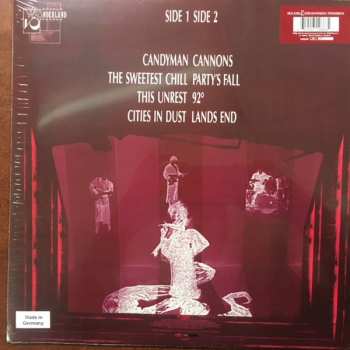 SIDE 1 SIDE 2
CANDYMAN CANNONS
THE SWEETEST CHILL PARTY'S FALL
THIS UNREST 92º
CITIES IN DUST LANDS END
Made in
Germany